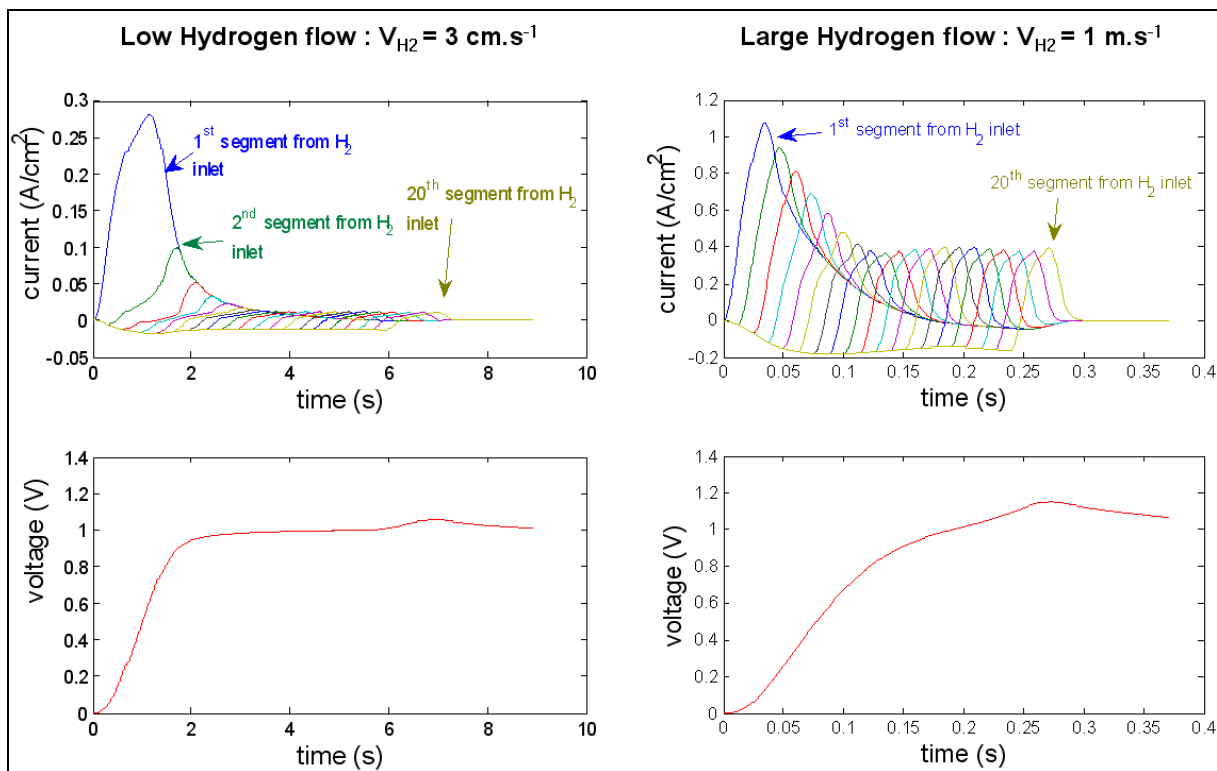 Low Hydrogen flow : V_H2 = 3 cm.s⁻¹
Large Hydrogen flow : V_H2 = 1 m.s⁻¹
current (A/cm²)
0.3
0.25
0.2
0.15
0.1
0.05
0
-0.05
1st segment from H2
inlet
2nd segment from H2
inlet
20th segment from H2
inlet
0 2 4 6 8 10
time (s)
current (A/cm²)
1.2
1
0.8
0.6
0.4
0.2
0
-0.2
1st segment from H2 inlet
20th segment from H2 inlet
0 0.05 0.1 0.15 0.2 0.25 0.3 0.35 0.4
time (s)
voltage (V)
1.4
1.2
1
0.8
0.6
0.4
0.2
0
0 2 4 6 8 10
time (s)
voltage (V)
1.4
1.2
1
0.8
0.6
0.4
0.2
0
0 0.05 0.1 0.15 0.2 0.25 0.3 0.35 0.4
time (s)